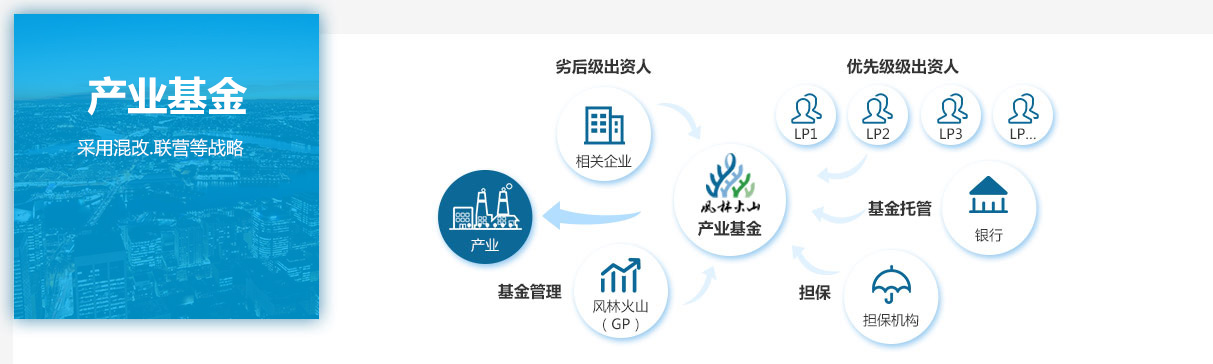 产业基金
采用混改.联营等战略
劣后级出资人
优先级级出资人
相关企业
LP1
LP2
LP3
LP...
风林火山
产业基金
基金托管
银行
产业
基金管理
风林火山
（GP）
担保
担保机构